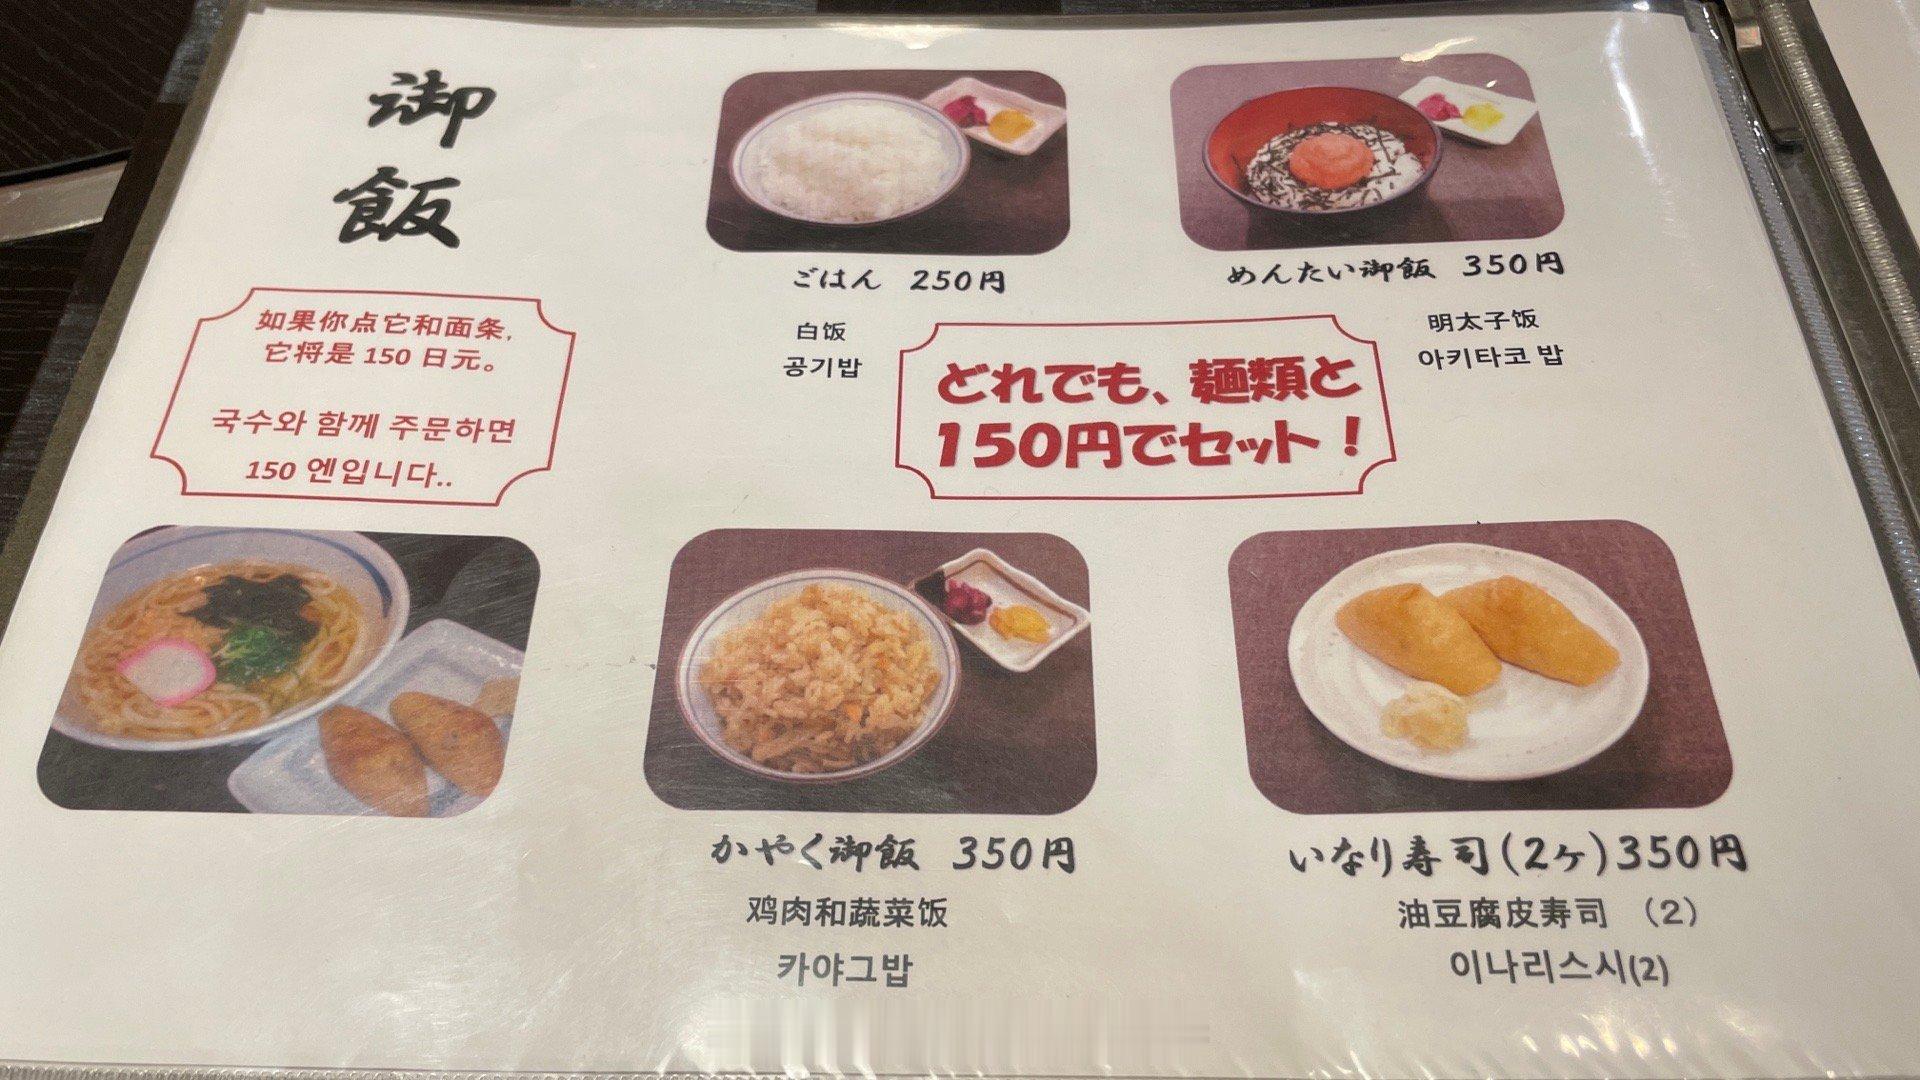 御飯
如果你点它和面条,
它将是 150 日元。
국수와 함께 주문하면
150 엔입니다..
ごはん 250円
白饭
공기밥
めんたい御飯 350円
明太子饭
아키타코 밥
どれでも、麺類と
150円でセット!
かやく御飯 350円
鸡肉和蔬菜饭
카야그밥
いなり寿司(2ヶ)350円
油豆腐皮寿司 (2)
이나리스시(2)